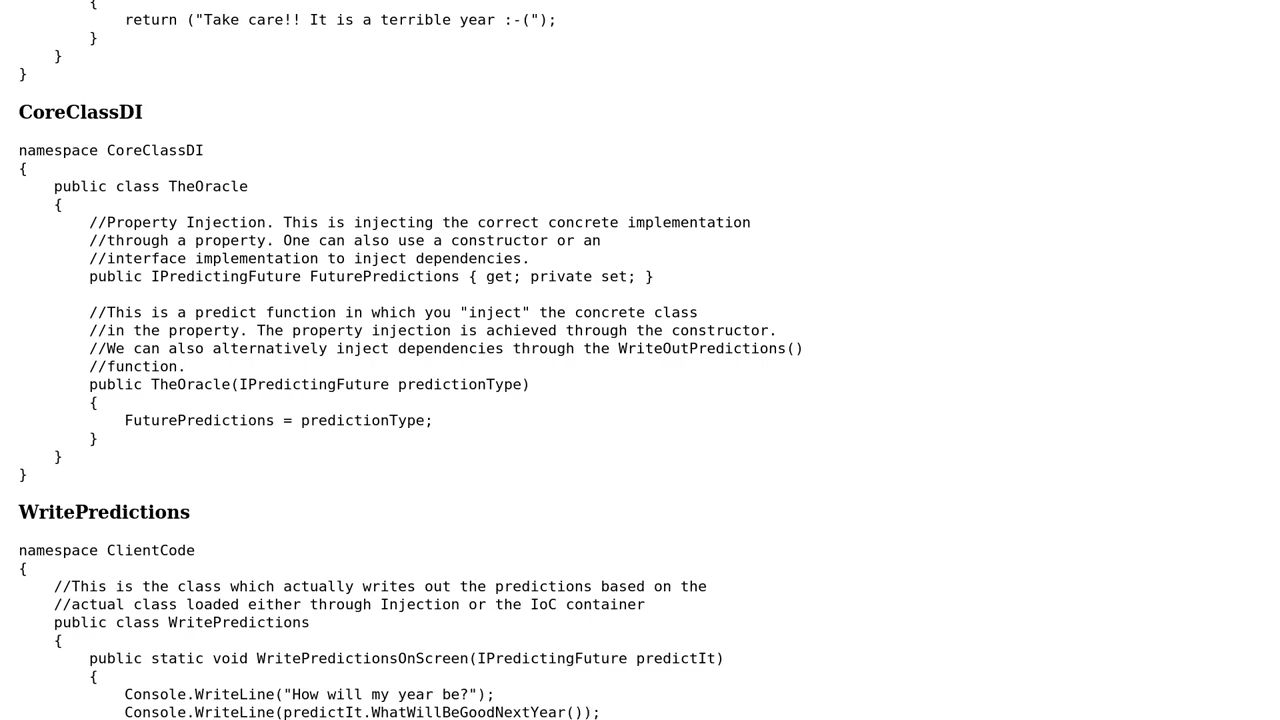 {
            return ("Take care!! It is a terrible year :-(");
        }
    }
}
CoreClassDI
namespace CoreClassDI
{
    public class TheOracle
    {
        //Property Injection. This is injecting the correct concrete implementation
        //through a property. One can also use a constructor or an
        //interface implementation to inject dependencies.
        public IPredictingFuture FuturePredictions { get; private set; }

        //This is a predict function in which you "inject" the concrete class
        //in the property. The property injection is achieved through the constructor.
        //We can also alternatively inject dependencies through the WriteOutPredictions()
        //function.
        public TheOracle(IPredictingFuture predictionType)
        {
            FuturePredictions = predictionType;
        }
    }
}
WritePredictions
namespace ClientCode
{
    //This is the class which actually writes out the predictions based on the
    //actual class loaded either through Injection or the IoC container
    public class WritePredictions
    {
        public static void WritePredictionsOnScreen(IPredictingFuture predictIt)
        {
            Console.WriteLine("How will my year be?");
            Console.WriteLine(predictIt.WhatWillBeGoodNextYear());